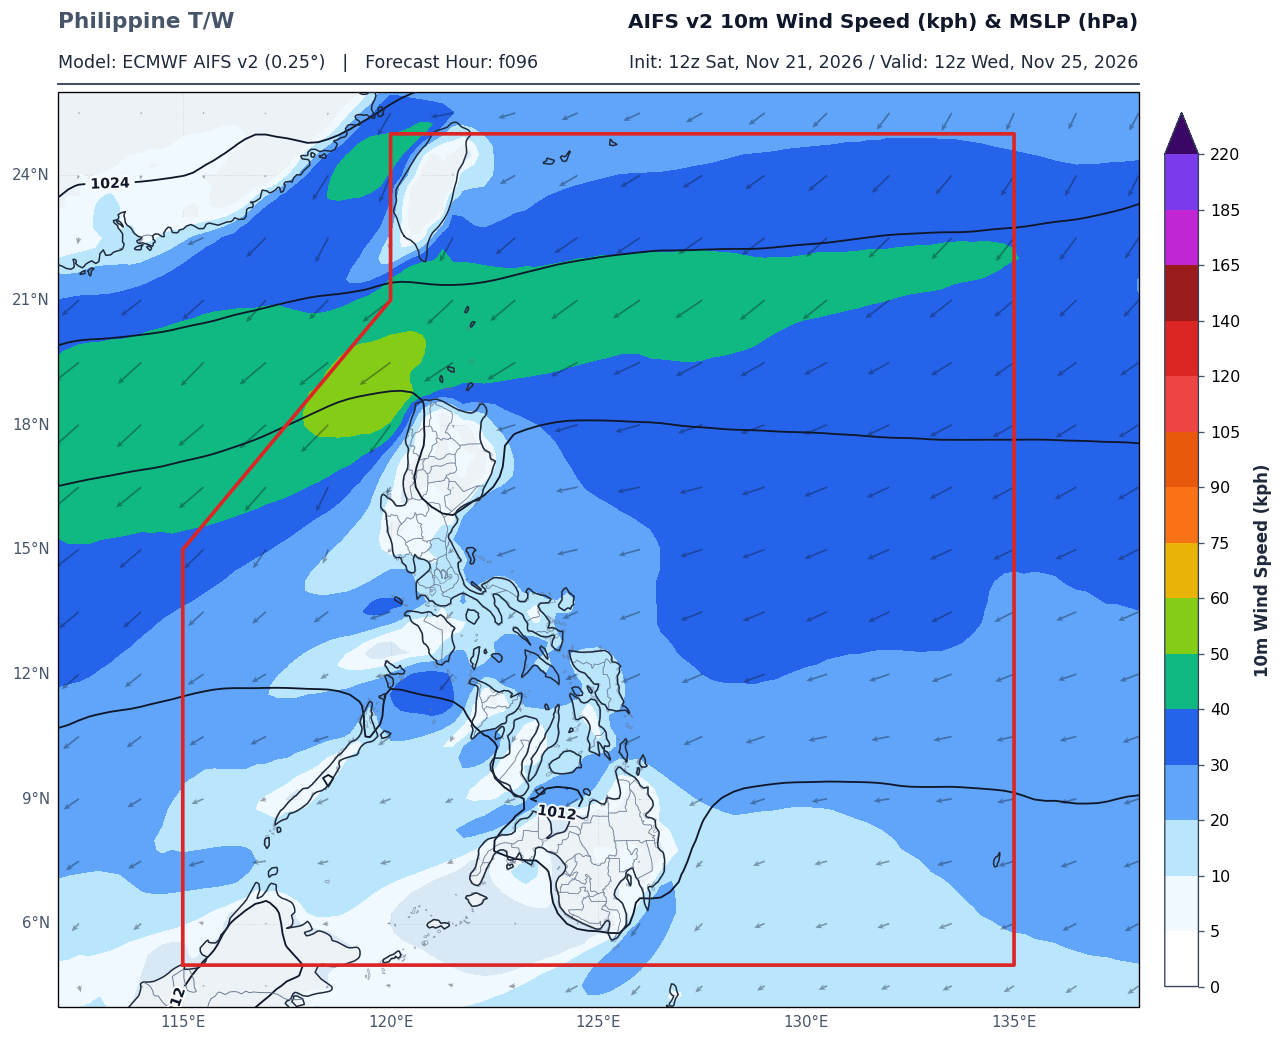 Philippine T/W
AIFS v2 10m Wind Speed (kph) & MSLP (hPa)
Model: ECMWF AIFS v2 (0.25°) | Forecast Hour: f096
Init: 12z Sat, Nov 21, 2026 / Valid: 12z Wed, Nov 25, 2026
24°N
21°N
18°N
15°N
12°N
9°N
6°N
115°E
120°E
125°E
130°E
135°E
1024
1012
12
220
185
165
140
120
105
90
75
60
50
40
30
20
10
5
0
10m Wind Speed (kph)